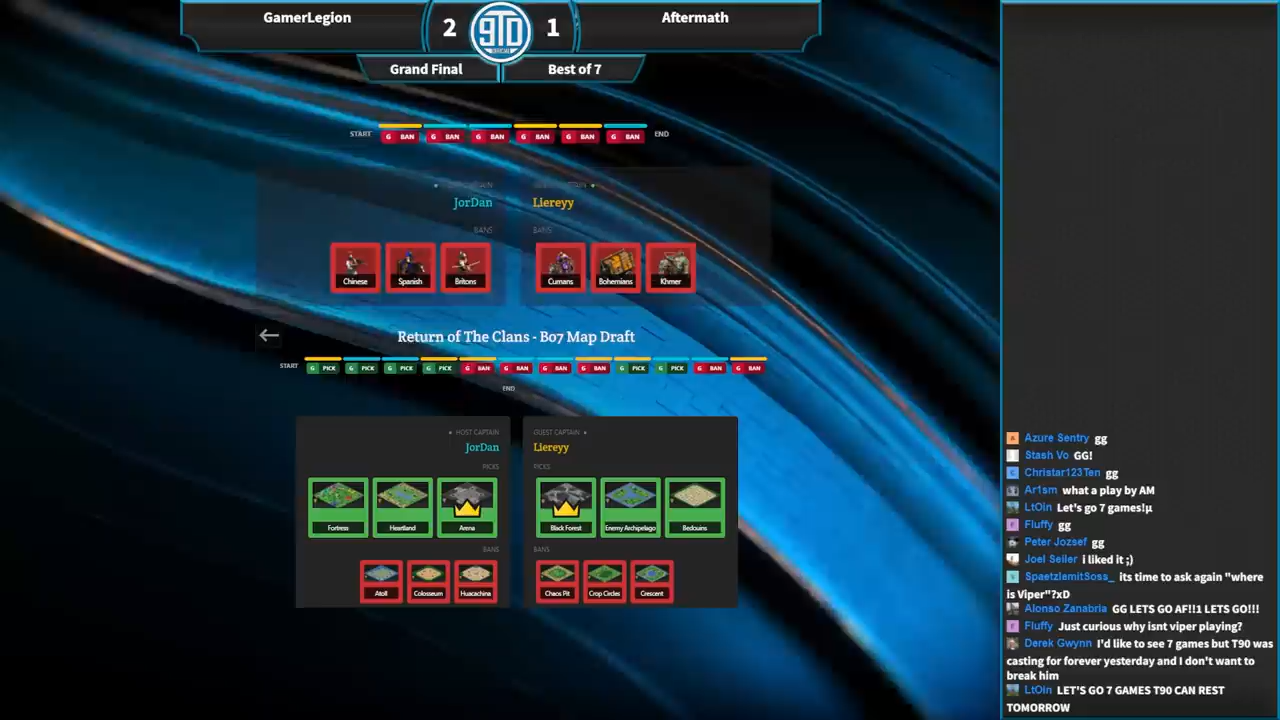 GamerLegion
2
1
Aftermath
Grand Final
Best of 7
START
G BAN
G BAN
G BAN
G BAN
G BAN
G BAN
END
JorDan
Liereyy
BANS
BANS
Chinese
Spanish
Britons
Cumans
Bohemians
Khmer
Return of The Clans - Bo7 Map Draft
START
G PICK
G PICK
G PICK
G PICK
G BAN
G BAN
G BAN
G BAN
G PICK
G PICK
G BAN
G BAN
END
HOST CAPTAIN
JorDan
PICKS
Fortress
Heartland
Arena
BANS
Atoll
Colosseum
Huacachina
GUEST CAPTAIN
Liereyy
PICKS
Black Forest
Enemy Archipelago
Bedouins
BANS
Chaos Pit
Crop Circles
Crescent
Azure Sentry gg
Stash Vo GG!
Christar123Ten gg
Ar1sm what a play by AM
LtOin Let's go 7 games!µ
Fluffy gg
Peter Jozsef gg
Joel Seiler i liked it ;)
SpaetzlemitSoss_ its time to ask again "where
is Viper"?xD
Alonso Zanabria GG LETS GO AF!!1 LETS GO!!!
Fluffy Just curious why isnt viper playing?
Derek Gwynn I'd like to see 7 games but T90 was
casting for forever yesterday and I don't want to
break him
LtOin LET'S GO 7 GAMES T90 CAN REST
TOMORROW